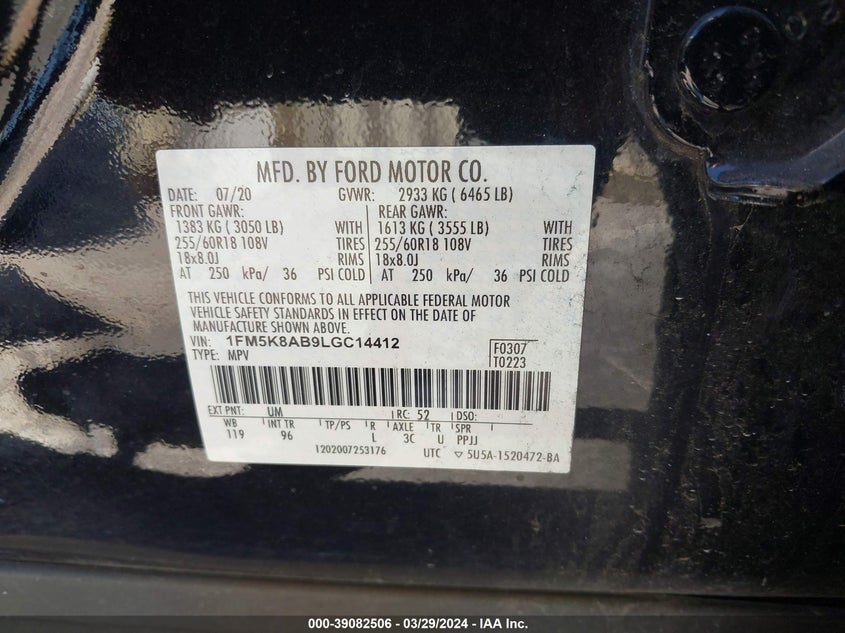 MFD. BY FORD MOTOR CO.
DATE: 07/20 GVWR: 2933 KG ( 6465 LB)
FRONT GAWR: REAR GAWR:
1383 KG ( 3050 LB) WITH 1613 KG ( 3555 LB) WITH
255/60R18 108V TIRES 255/60R18 108V TIRES
18x8.0J RIMS 18x8.0J RIMS
AT 250 kPa/ 36 PSI COLD AT 250 kPa/ 36 PSI COLD
THIS VEHICLE CONFORMS TO ALL APPLICABLE FEDERAL MOTOR
VEHICLE SAFETY STANDARDS IN EFFECT ON THE DATE OF
MANUFACTURE SHOWN ABOVE.
VIN: 1FM5K8AB9LGC14412 F0307
TYPE: MPV T0223
EXT PNT: UM RC: 52 DSO:
WB INT TR TP/PS R AXLE TR SPR
119 96 L 3C U PPJJ
1202007253176 UTC ▽ 5U5A-1520472-BA
000-39082506 - 03/29/2024 - IAA Inc.